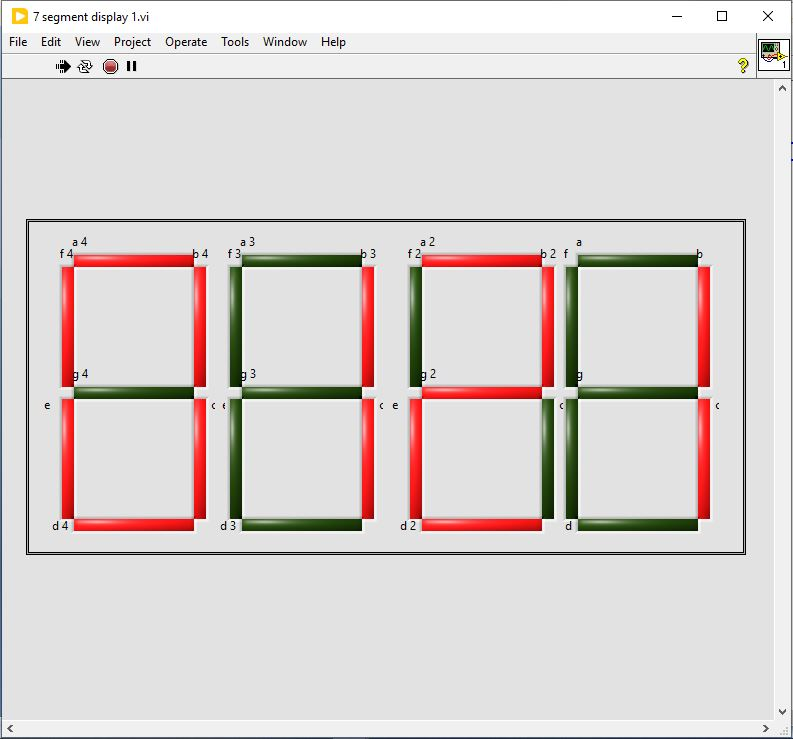 7 segment display 1.vi
File Edit View Project Operate Tools Window Help
1
a 4 a 3 a 2 a
f 4 b 4 f 3 b 3 f 2 b 2 f b
g 4 g 3 g 2 g
e c e c e c c
d 4 d 3 d 2 d